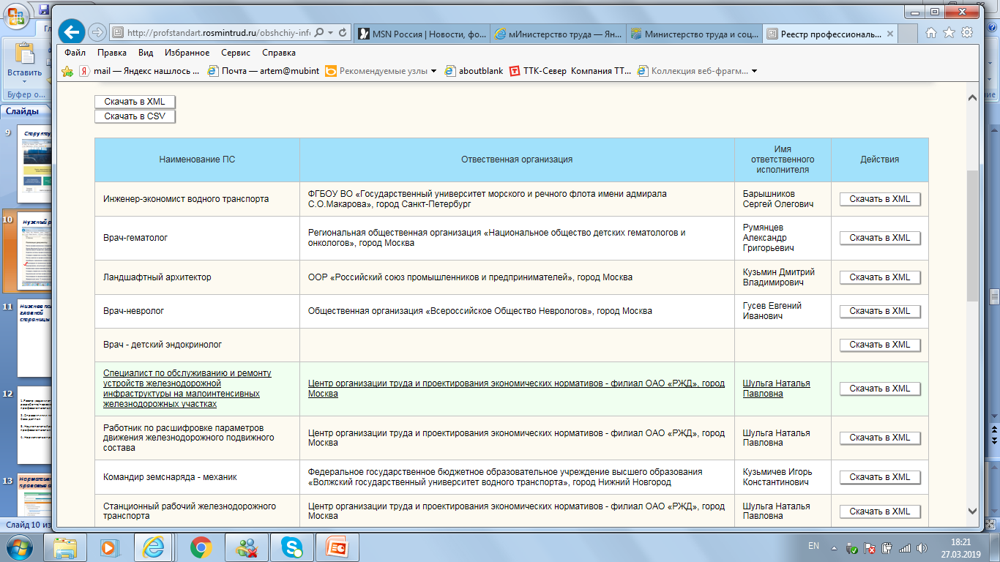 Гл
Вставить
Буфер о...
Слайды
9
Структу
10
Нужный р
11
Нижнее пол
главной
страницы
12
13
Слайд 10 из
ние
http://profstandart.rosmintrud.ru/obshchiy-info
MSN Россия | Новости, фо...
мИнистерство труда — Ян...
Министерство труда и соц...
Реестр профессиональ...
Файл Правка Вид Избранное Сервис Справка
mail — Яндекс нашлось ...
Почта — artem@mubint
Рекомендуемые узлы
aboutblank
ТТК-Север Компания ТТ...
Коллекция веб-фрагм...
Скачать в XML
Скачать в CSV
Наименование ПС
Отвественная организация
Имя
ответственного
исполнителя
Действия
Инженер-экономист водного транспорта
ФГБОУ ВО «Государственный университет морского и речного флота имени адмирала
С.О.Макарова», город Санкт-Петербург
Барышников
Сергей Олегович
Скачать в XML
Врач-гематолог
Региональная общественная организация «Национальное общество детских гематологов и
онкологов», город Москва
Румянцев
Александр
Григорьевич
Скачать в XML
Ландшафтный архитектор
ООР «Российский союз промышленников и предпринимателей», город Москва
Кузьмин Дмитрий
Владимирович
Скачать в XML
Врач-невролог
Общественная организация «Всероссийское Общество Неврологов», город Москва
Гусев Евгений
Иванович
Скачать в XML
Врач - детский эндокринолог
Скачать в XML
Специалист по обслуживанию и ремонту
устройств железнодорожной
инфраструктуры на малоинтенсивных
железнодорожных участках
Центр организации труда и проектирования экономических нормативов - филиал ОАО «РЖД», город
Москва
Шульга Наталья
Павловна
Скачать в XML
Работник по расшифровке параметров
движения железнодорожного подвижного
состава
Центр организации труда и проектирования экономических нормативов - филиал ОАО «РЖД», город
Москва
Шульга Наталья
Павловна
Скачать в XML
Командир земснаряда - механик
Федеральное государственное бюджетное образовательное учреждение высшего образования
«Волжский государственный университет водного транспорта», город Нижний Новгород
Кузьмичев Игорь
Константинович
Скачать в XML
Станционный рабочий железнодорожного
транспорта
Центр организации труда и проектирования экономических нормативов - филиал ОАО «РЖД», город
Москва
Шульга Наталья
Павловна
Скачать в XML
EN
18:21
27.03.2019